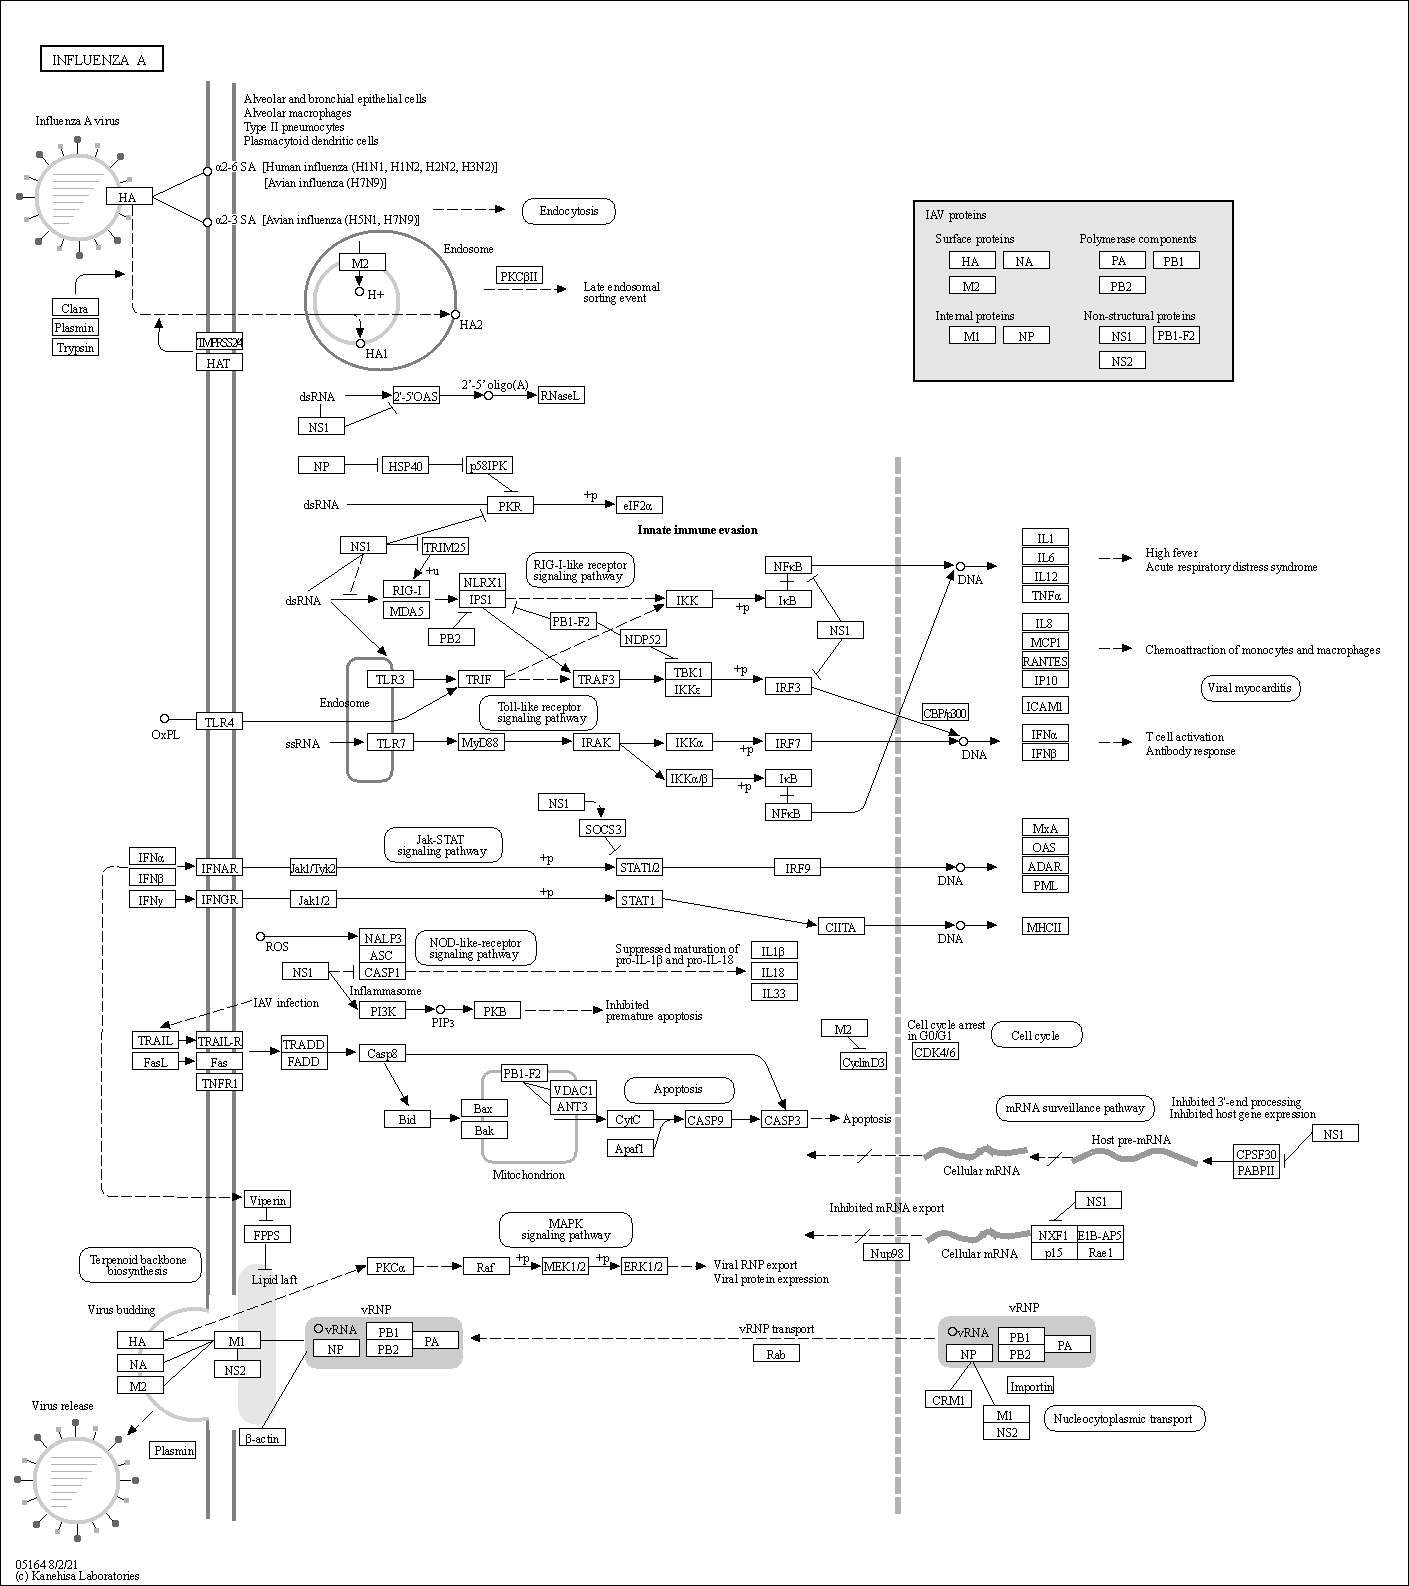 INFLUENZA A
Alveolar and bronchial epithelial cells
Alveolar macrophages
Type II pneumocytes
Plasmacytoid dendritic cells
Influenza A virus
HA
α2-6 SA [Human influenza (H1N1, H1N2, H2N2, H3N2)]
[Avian influenza (H7N9)]
α2-3 SA [Avian influenza (H5N1, H7N9)]
Endocytosis
Endosome
M2
H+
PKCβII
Late endosomal
sorting event
HA2
HA1
Clara
Plasmin
Trypsin
HAT
IAV proteins
Surface proteins
HA
NA
M2
Polymerase components
PA
PB1
PB2
Internal proteins
M1
NP
Non-structural proteins
NS1
PB1-F2
NS2
dsRNA
2'-5'OAS
2'-5' oligo(A)
RNaseL
NS1
NP
HSP40
p58IPK
dsRNA
PKR
+p
eIF2α
Innate immune evasion
NS1
TRIM25
+u
RIG-I-like receptor
signaling pathway
dsRNA
RIG-I
MDA5
NLRX1
IPS1
PB2
PB1-F2
NDP52
IKK
+p
NFκB
IκB
NS1
DNA
IL1
IL6
IL12
TNFα
High fever
Acute respiratory distress syndrome
IL8
MCP1
RANTES
IP10
ICAM1
Chemoattraction of monocytes and macrophages
Viral myocarditis
Endosome
TLR3
TRIF
TRAF3
TBK1
IKKε
+p
IRF3
OxPL
TLR4
Toll-like receptor
signaling pathway
CBP/p300
ssRNA
TLR7
MyD88
IRAK
IKKα
+p
IRF7
DNA
IFNα
IFNβ
T cell activation
Antibody response
IKKα/β
+p
IκB
NFκB
NS1
SOCS3
Jak-STAT
signaling pathway
IFNα
IFNβ
IFNAR
Jak1/Tyk2
+p
STAT1/2
IRF9
DNA
MxA
OAS
ADAR
PML
IFNγ
IFNGR
Jak1/2
+p
STAT1
CIITA
DNA
MHCII
ROS
NALP3
ASC
CASP1
NS1
Inflammasome
NOD-like-receptor
signaling pathway
Suppressed maturation of
pro-IL-1β and pro-IL-18
IL1β
IL18
IL33
IAV infection
PI3K
PIP3
PKB
Inhibited
premature apoptosis
TRAIL
TRAIL-R
FasL
Fas
TNFR1
TRADD
FADD
Casp8
M2
CyclinD3
Cell cycle arrest
in G0/G1
CDK4/6
Cell cycle
Bid
Bax
Bak
PB1-F2
VDAC1
ANT3
Mitochondrion
Apoptosis
CytC
Apaf1
CASP9
CASP3
Apoptosis
mRNA surveillance pathway
Inhibited 3'-end processing
Inhibited host gene expression
NS1
Host pre-mRNA
CPSF30
PABPII
Cellular mRNA
Viperin
FPPS
Lipid laft
Inhibited mRNA export
NS1
NXF1
E1B-AP5
p15
Rae1
Nup98
Cellular mRNA
MAPK
signaling pathway
Terpenoid backbone
biosynthesis
PKCα
Raf
+p
MEK1/2
+p
ERK1/2
Viral RNP export
Viral protein expression
Virus budding
HA
NA
M2
M1
NS2
vRNP
vRNA
NP
PB1
PB2
PA
vRNP transport
Rab
vRNP
vRNA
NP
PB1
PB2
PA
CRM1
Importin
M1
NS2
Nucleocytoplasmic transport
Virus release
Plasmin
β-actin
05164 8/2/21
(c) Kanehisa Laboratories